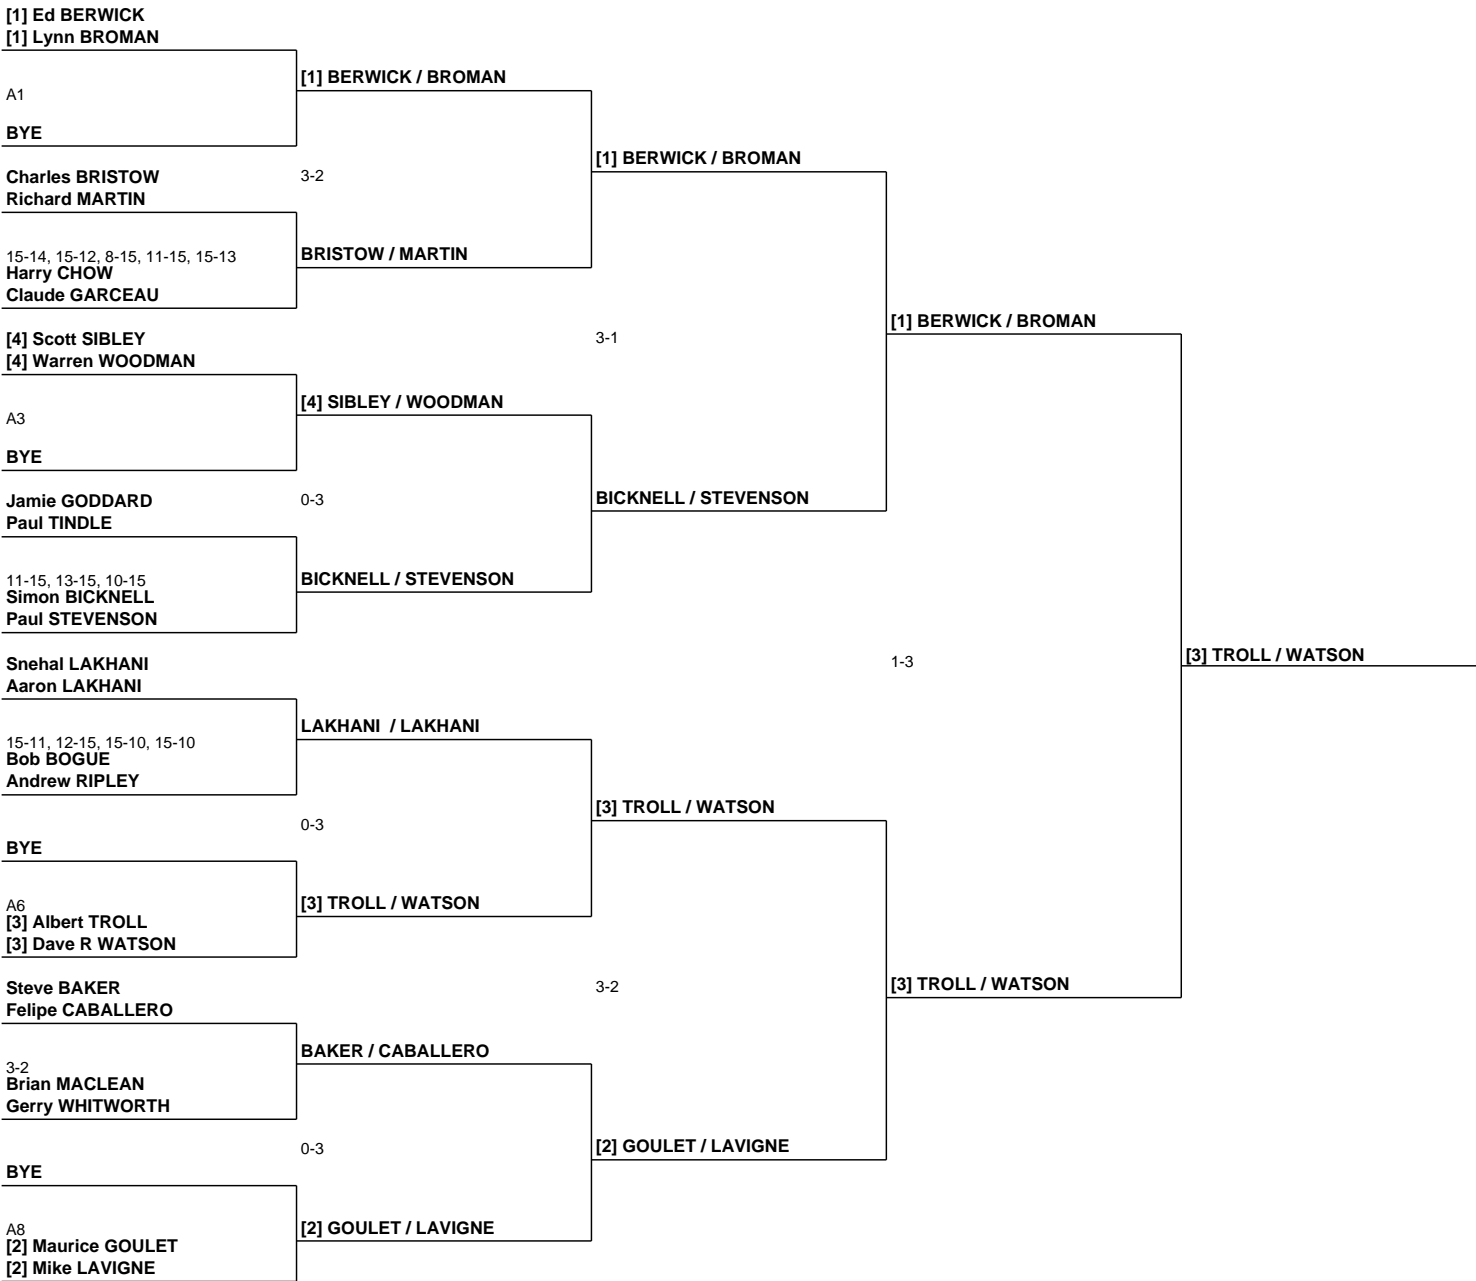 [1] Ed BERWICK
[1] Lynn BROMAN
[1] BERWICK / BROMAN
A1
BYE
[1] BERWICK / BROMAN
Charles BRISTOW
3-2
Richard MARTIN
15-14, 15-12, 8-15, 11-15, 15-13
BRISTOW / MARTIN
Harry CHOW
Claude GARCEAU
[1] BERWICK / BROMAN
[4] Scott SIBLEY
3-1
[4] Warren WOODMAN
[4] SIBLEY / WOODMAN
A3
BYE
Jamie GODDARD
0-3
BICKNELL / STEVENSON
Paul TINDLE
11-15, 13-15, 10-15
BICKNELL / STEVENSON
Simon BICKNELL
Paul STEVENSON
Snehal LAKHANI
1-3
[3] TROLL / WATSON
Aaron LAKHANI
LAKHANI / LAKHANI
15-11, 12-15, 15-10, 15-10
Bob BOGUE
Andrew RIPLEY
[3] TROLL / WATSON
0-3
BYE
A6
[3] TROLL / WATSON
[3] Albert TROLL
[3] Dave R WATSON
Steve BAKER
3-2
[3] TROLL / WATSON
Felipe CABALLERO
BAKER / CABALLERO
3-2
Brian MACLEAN
Gerry WHITWORTH
0-3
[2] GOULET / LAVIGNE
BYE
A8
[2] GOULET / LAVIGNE
[2] Maurice GOULET
[2] Mike LAVIGNE